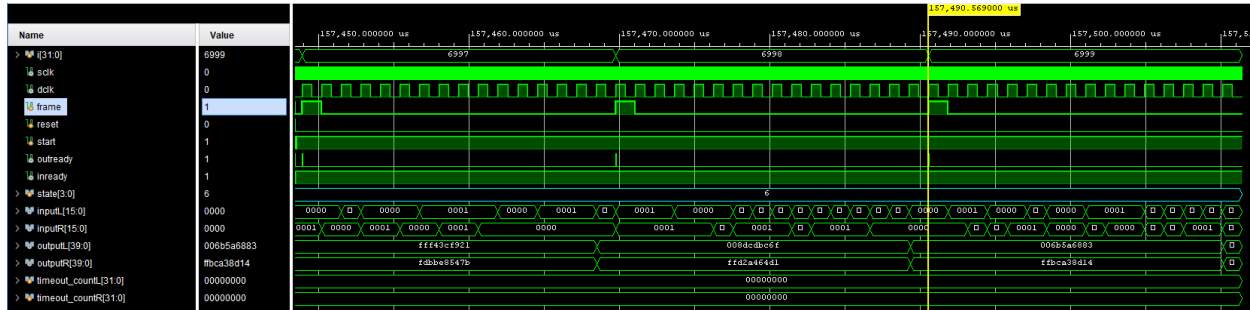 157,490.569000 us
Name Value 157,450.000000 us 157,460.000000 us 157,470.000000 us 157,480.000000 us 157,490.000000 us 157,500.000000 us
i[31:0] 6999 6997 6998 6999
sclk 0
dclk 0
frame 1
reset 0
start 1
outready 1
inready 1
state[3:0] 6 6
inputL[15:0] 0000 0000 0000 0001 0000 0001 0001 0000 0000 0001 0000 0001
inputR[15:0] 0000 0001 0000 0001 0000 0001 0000 0001 0001 0000 0001 0000 0001
outputL[39:0] 006b5a6883 fff43cf921 008dcdbc6f 006b5a6883
outputR[39:0] ffbca38d14 fdbbe8547b ffd2a464d1 ffbca38d14
timeout_countL[31:0] 00000000 00000000
timeout_countR[31:0] 00000000 00000000